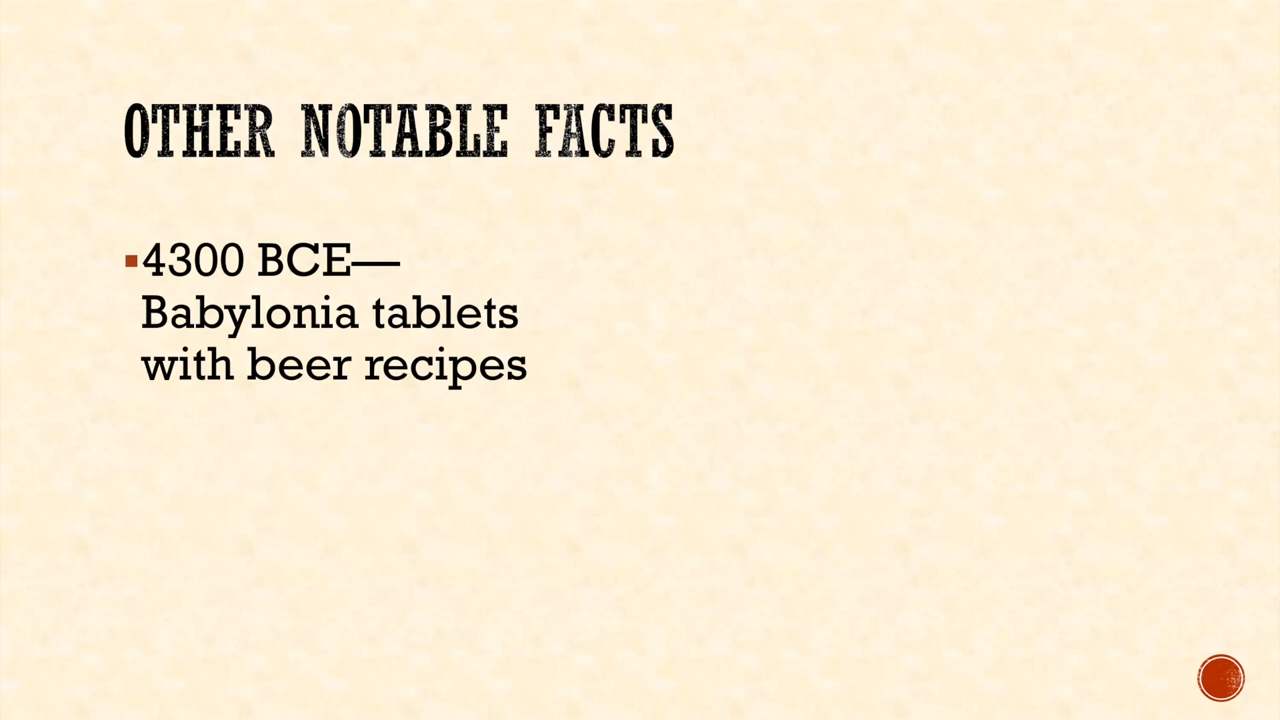 OTHER NOTABLE FACTS
▪4300 BCE—
Babylonia tablets
with beer recipes